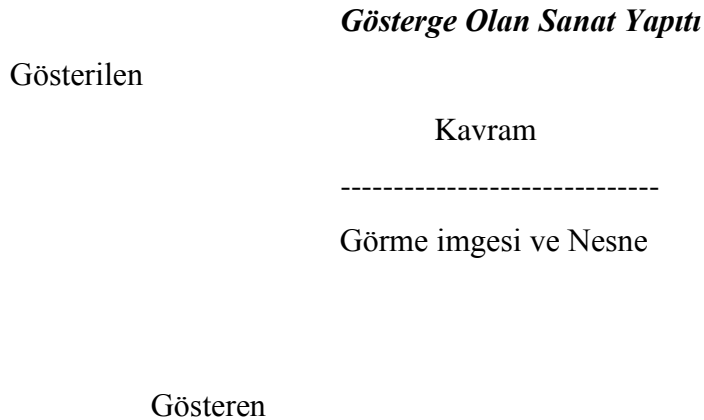 Gösterge Olan Sanat Yapıtı
Gösterilen
Kavram
------------------------------
Görme imgesi ve Nesne
Gösteren